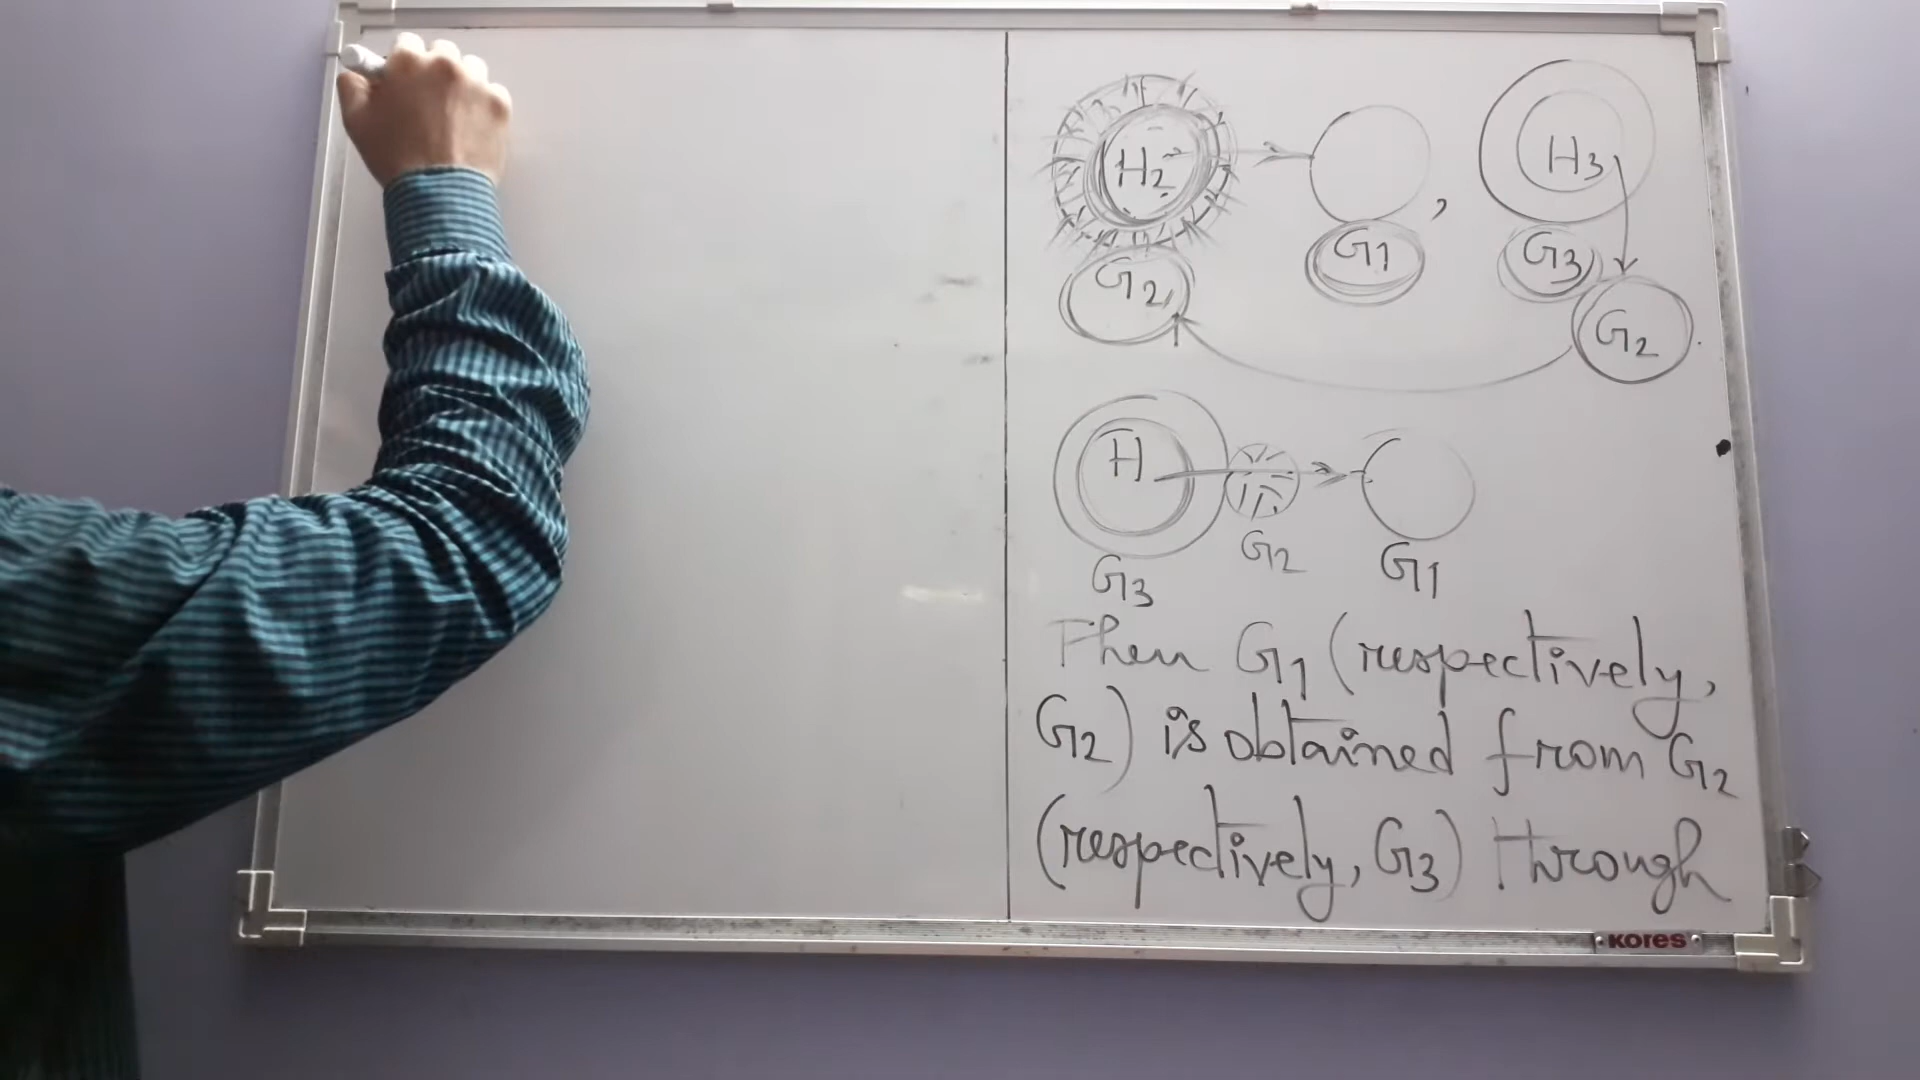 H2 H3
G2 G1 , G3
G2
H
G3 G2 G1
Then G1 (respectively,
G2) is obtained from G2
(respectively, G3) through
KORES